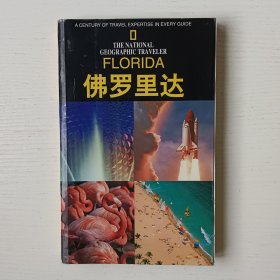 A CENTURY OF TRAVEL EXPERTISE IN EVERY GUIDE
THE NATIONAL
GEOGRAPHIC TRAVELER
FLORIDA
佛罗里达